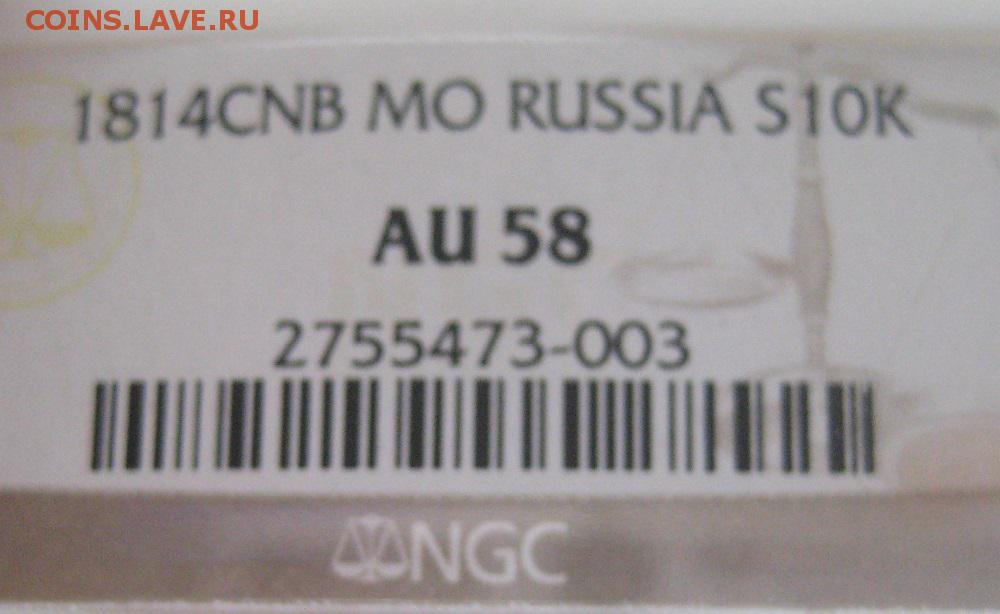 COINS.LAVE.RU
1814CNB MO RUSSIA S10K
AU 58
2755473-003
NGC